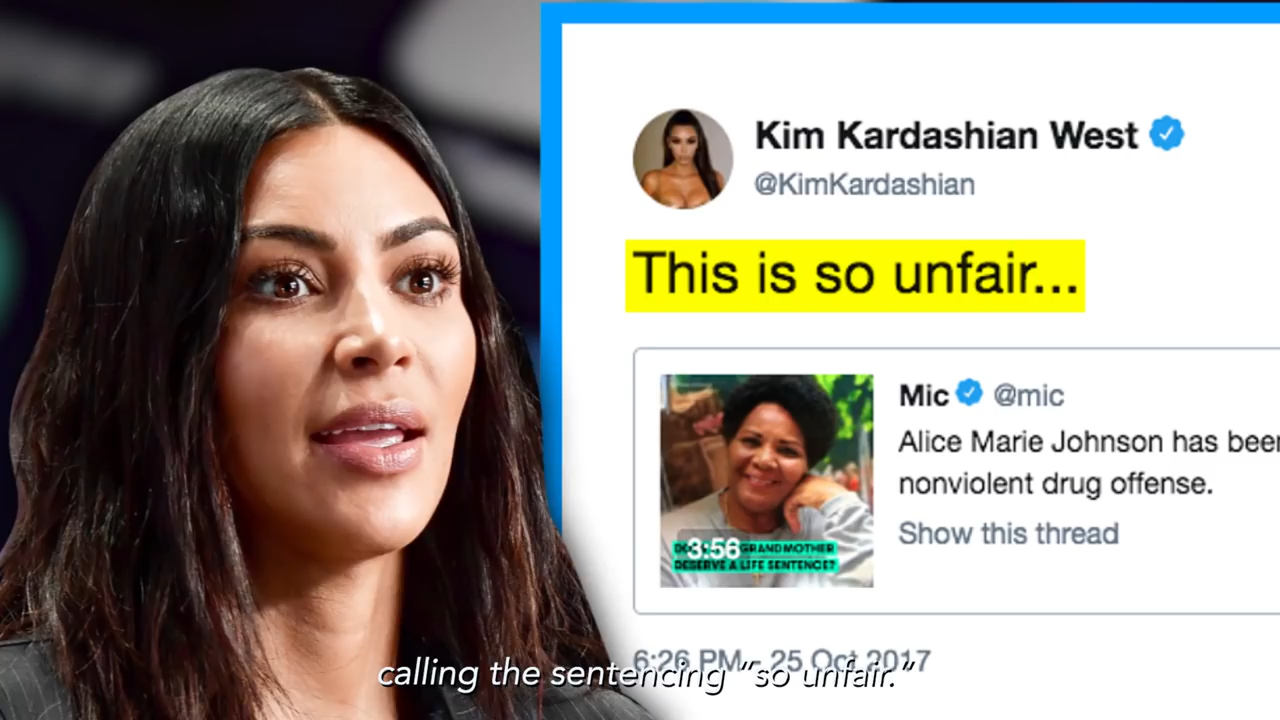 Kim Kardashian West
@KimKardashian
This is so unfair...
Mic @mic
Alice Marie Johnson has been
nonviolent drug offense.
Show this thread
3:56 GRANDMOTHER
DESERVE A LIFE SENTENCE?
6:26 PM - 25 Oct 2017
calling the sentencing “so unfair.”